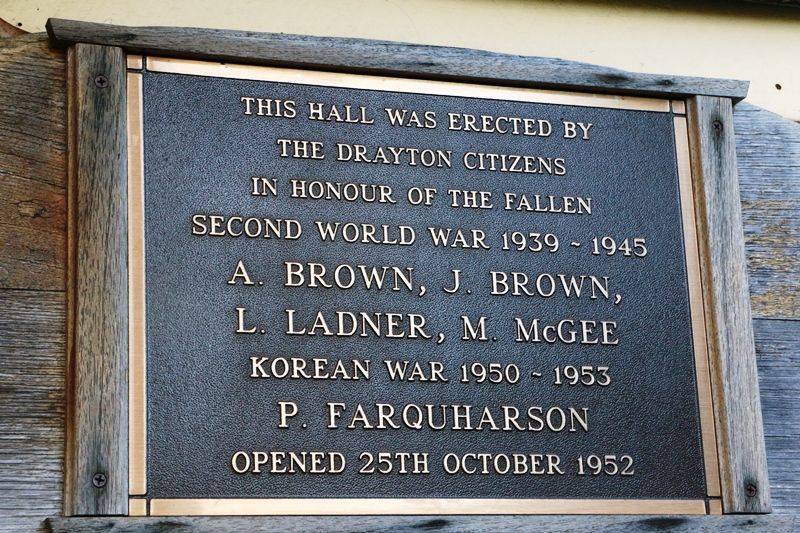 THIS HALL WAS ERECTED BY
THE DRAYTON CITIZENS
IN HONOUR OF THE FALLEN
SECOND WORLD WAR 1939 ~ 1945
A. BROWN, J. BROWN,
L. LADNER, M. McGEE
KOREAN WAR 1950 ~ 1953
P. FARQUHARSON
OPENED 25TH OCTOBER 1952